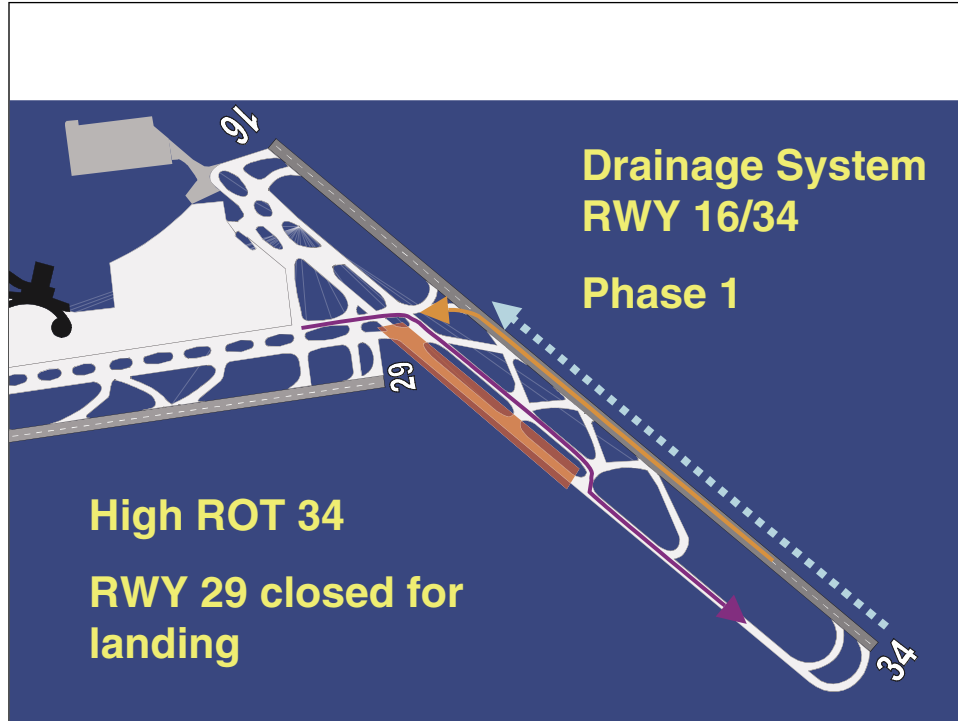 16
Drainage System
RWY 16/34
Phase 1
29
High ROT 34
RWY 29 closed for
landing
34